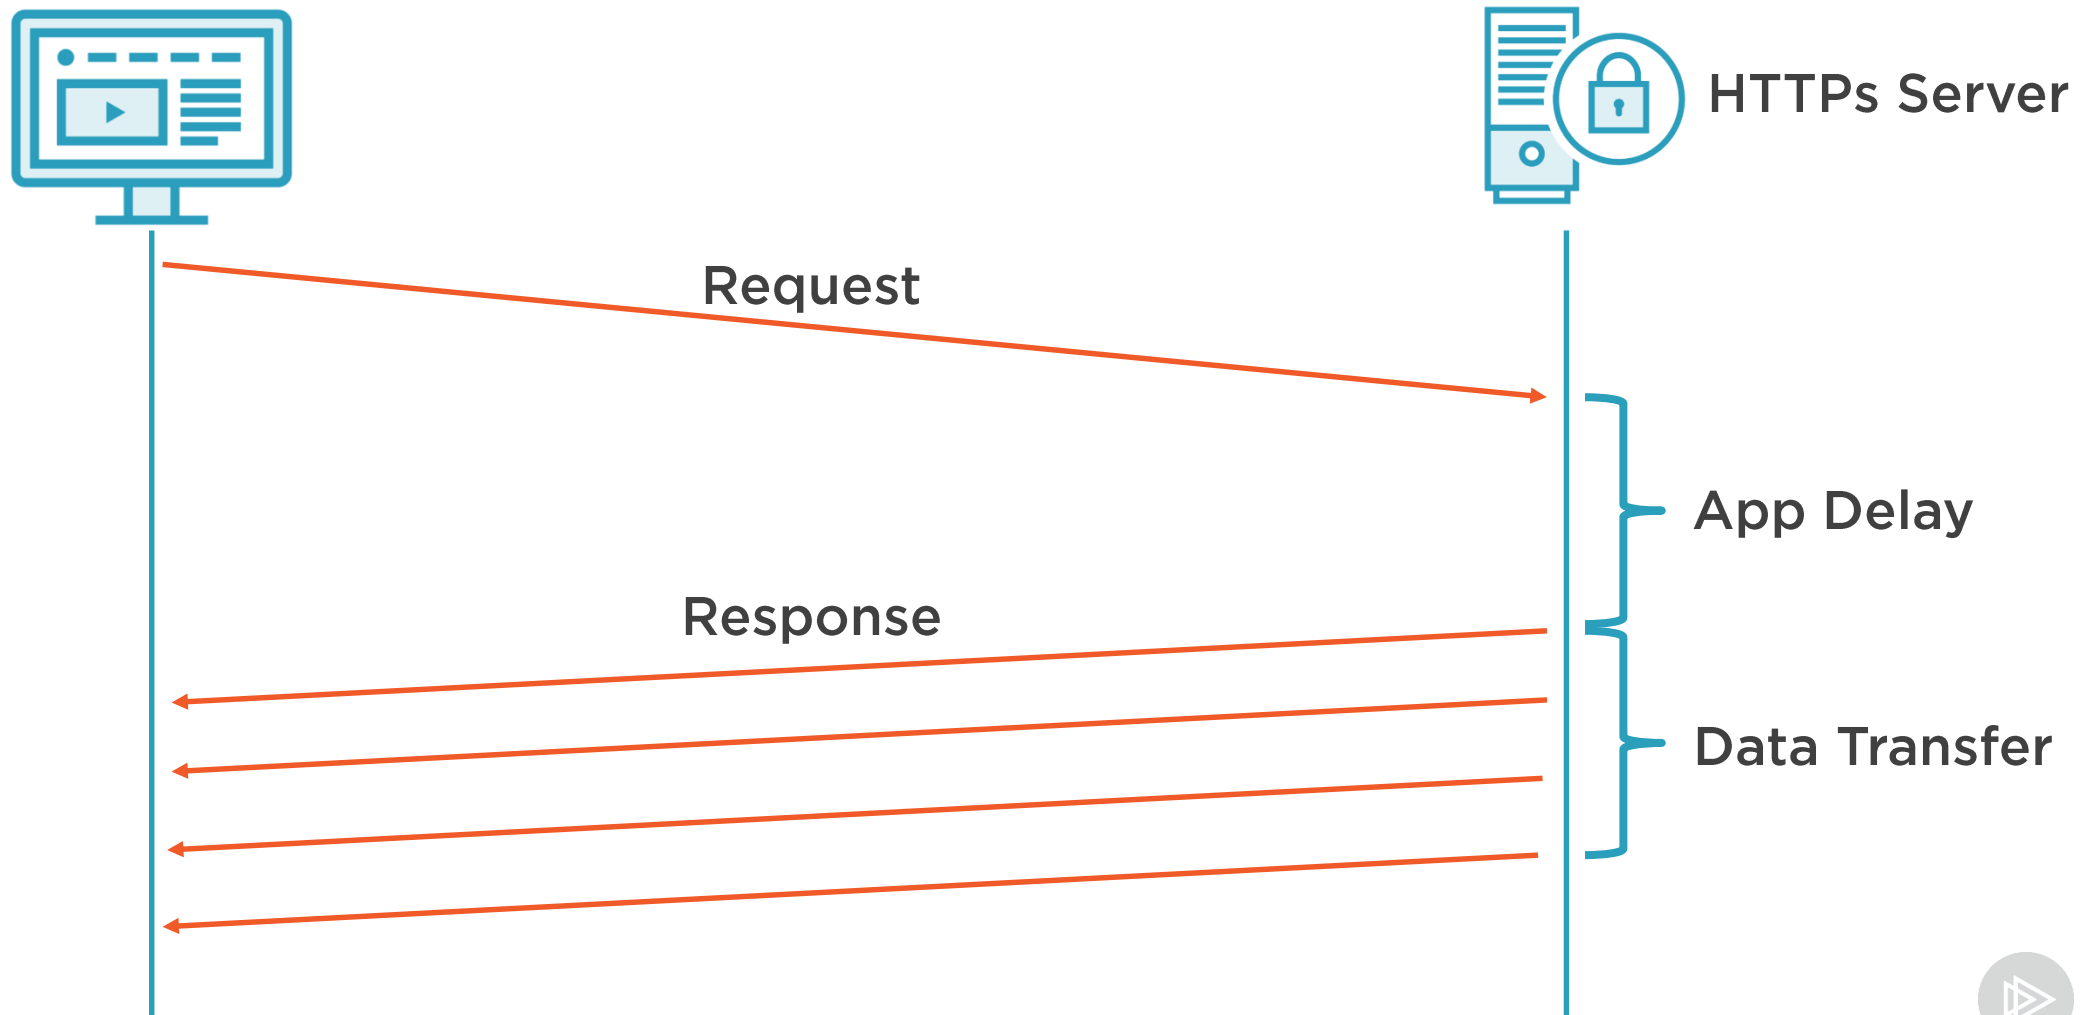 HTTPs Server
Request
App Delay
Response
Data Transfer